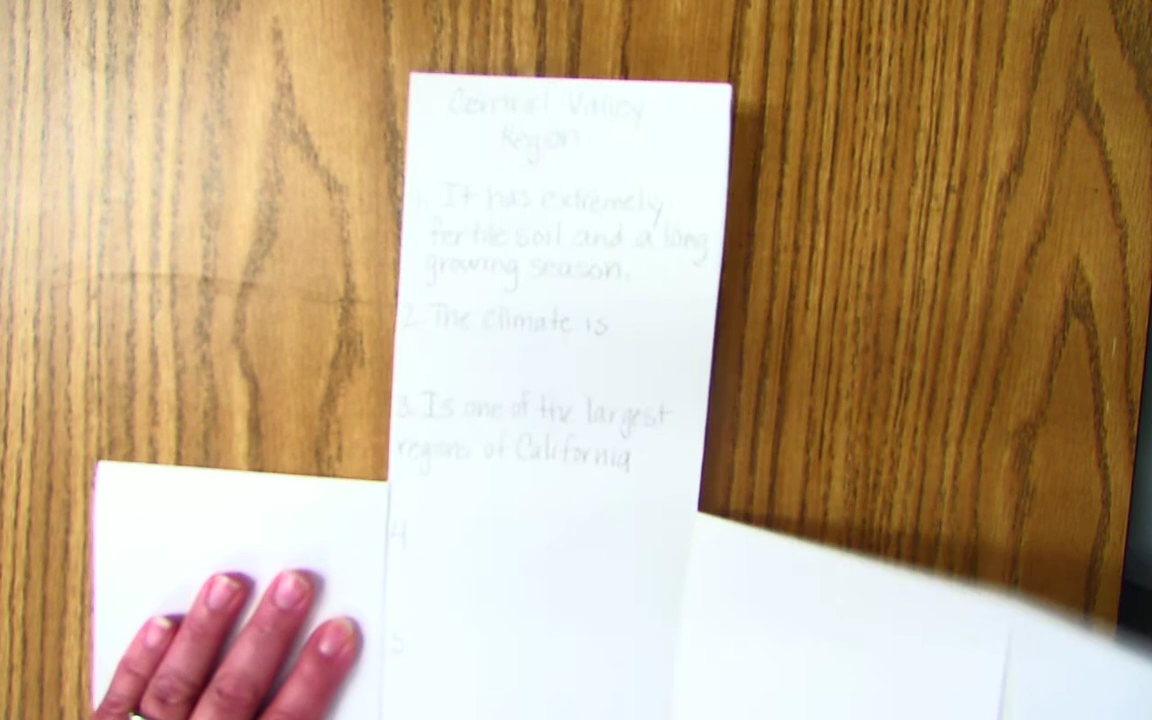 Central Valley
Region
1. It has extremely
fertile soil and a long
growing season.
2. The climate is
3. Is one of the largest
regions of California
4
5